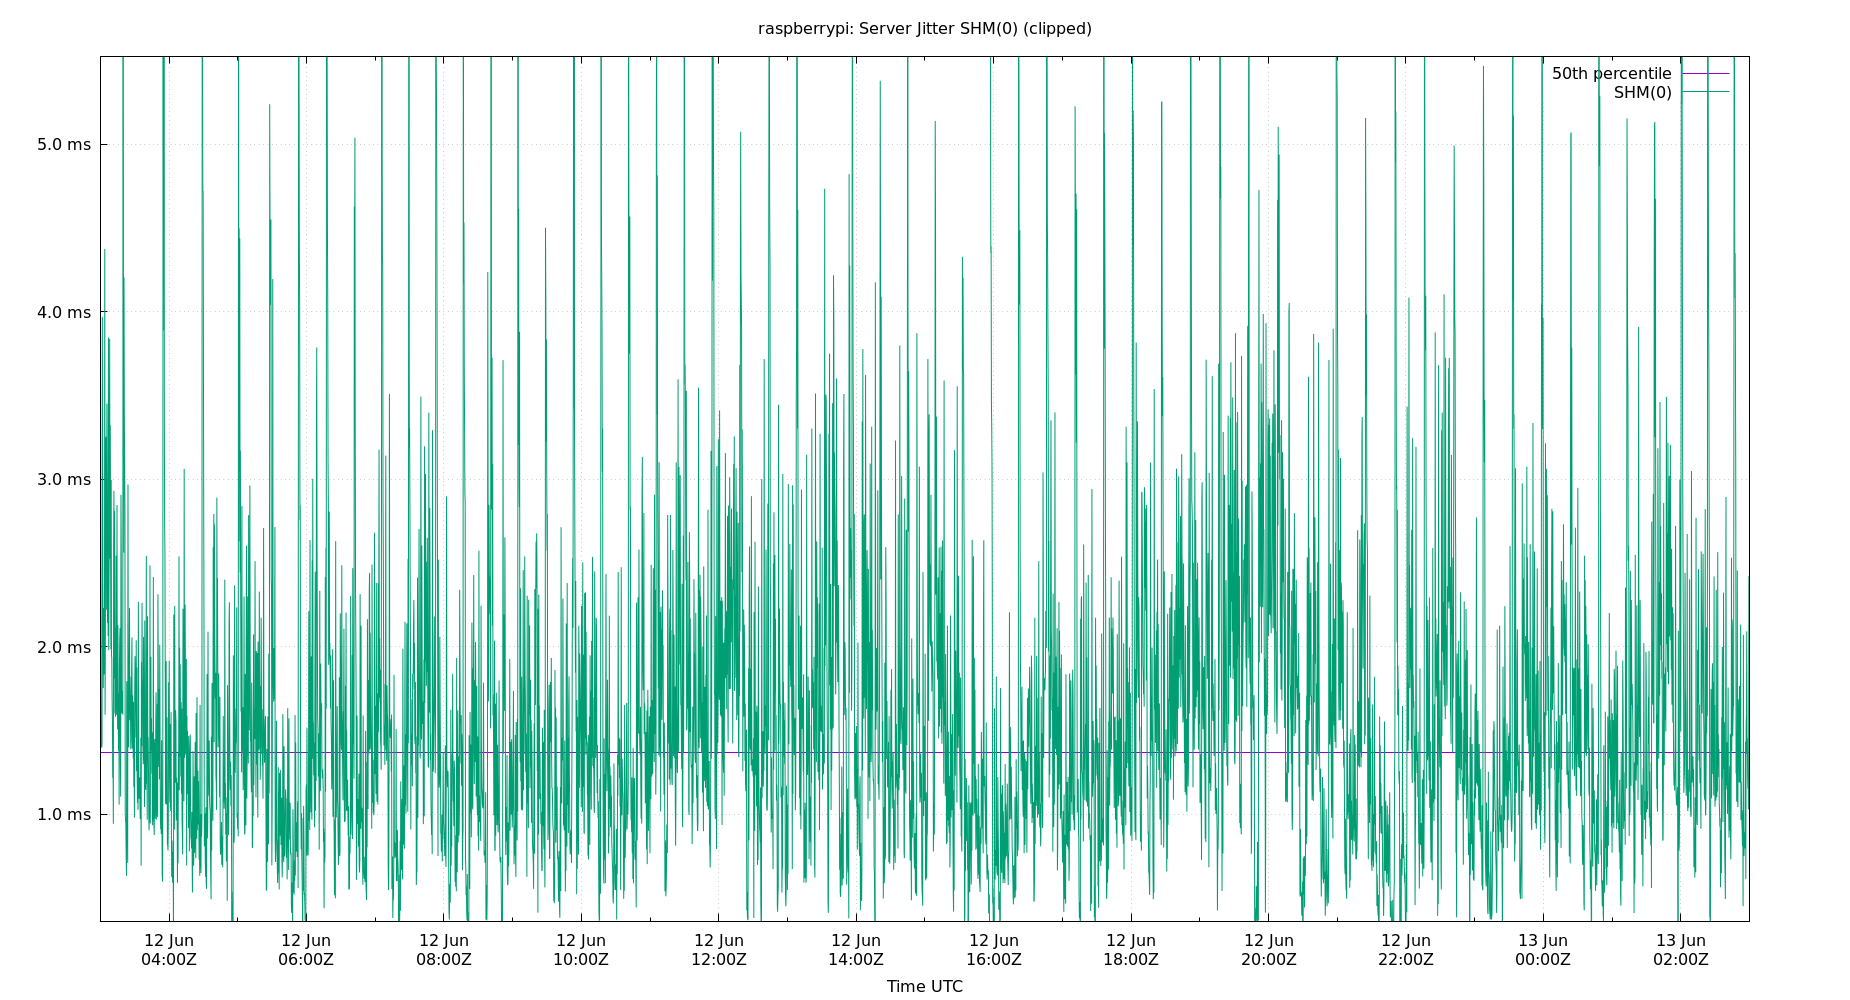 raspberrypi: Server Jitter SHM(0) (clipped)
50th percentile
SHM(0)
5.0 ms
4.0 ms
3.0 ms
2.0 ms
1.0 ms
12 Jun 12 Jun 12 Jun 12 Jun 12 Jun 12 Jun 12 Jun 12 Jun 12 Jun 12 Jun 13 Jun 13 Jun
04:00Z 06:00Z 08:00Z 10:00Z 12:00Z 14:00Z 16:00Z 18:00Z 20:00Z 22:00Z 00:00Z 02:00Z
Time UTC